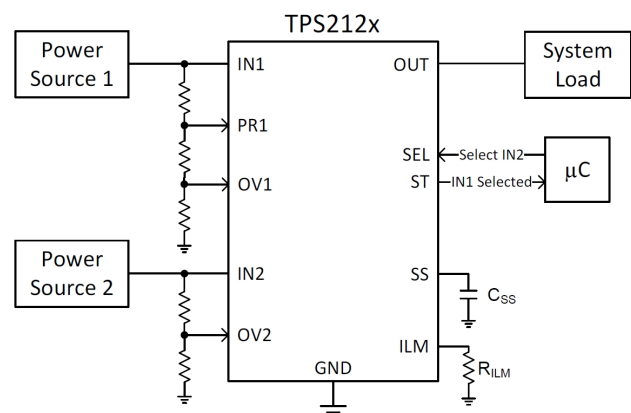 TPS212x
Power
Source 1
IN1
PR1
OV1
Power
Source 2
IN2
OV2
GND
OUT
System
Load
SEL
Select IN2
ST
IN1 Selected
µC
SS
CSS
ILM
RILM